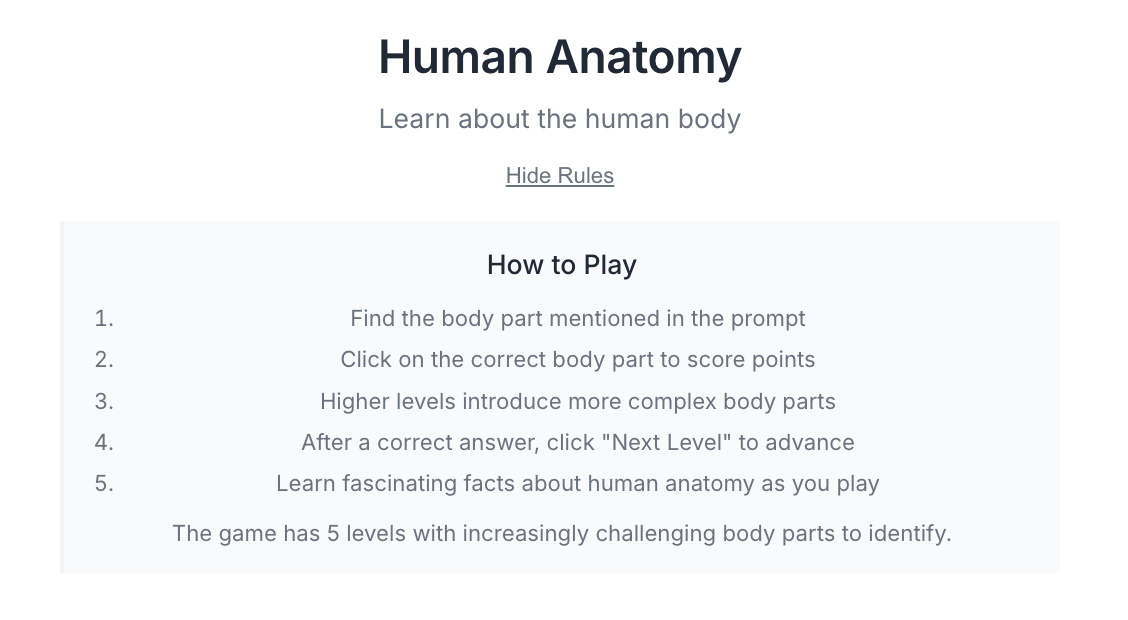 Human Anatomy
Learn about the human body
Hide Rules
How to Play
1. Find the body part mentioned in the prompt
2. Click on the correct body part to score points
3. Higher levels introduce more complex body parts
4. After a correct answer, click "Next Level" to advance
5. Learn fascinating facts about human anatomy as you play
The game has 5 levels with increasingly challenging body parts to identify.